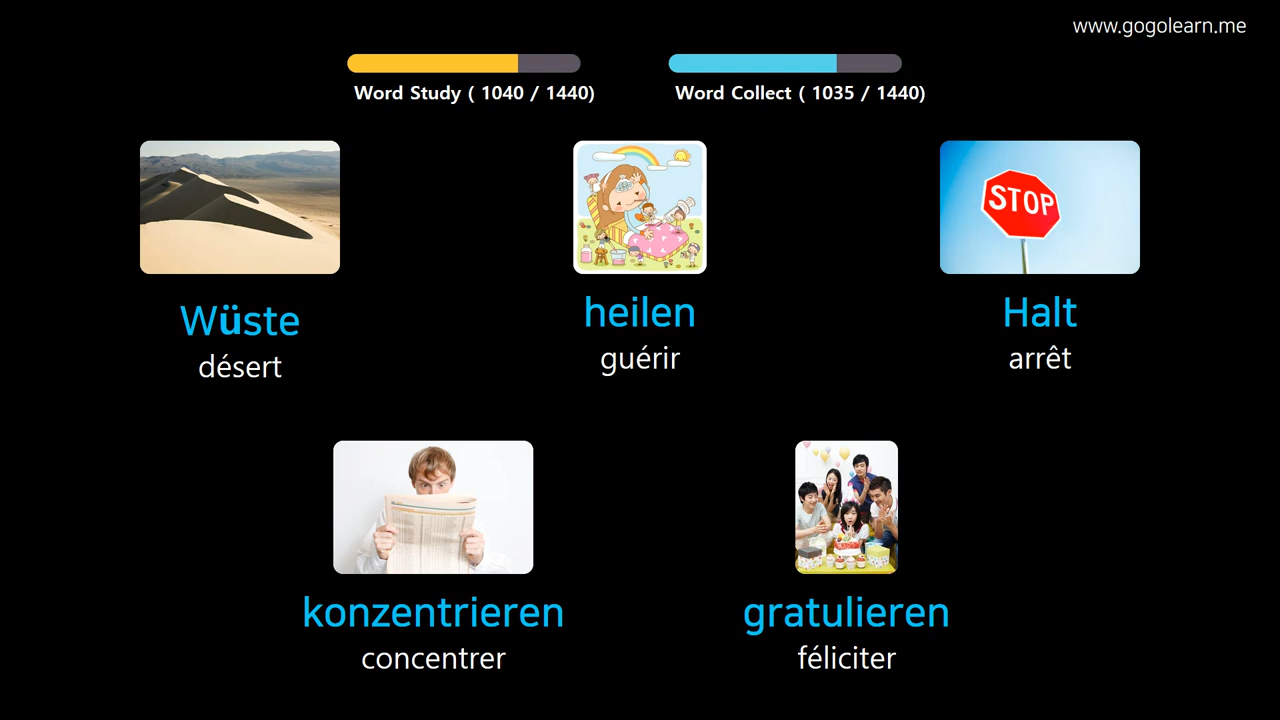 www.gogolearn.me
Word Study ( 1040 / 1440)
Word Collect ( 1035 / 1440)
STOP
Wüste
désert
heilen
guérir
Halt
arrêt
konzentrieren
concentrer
gratulieren
féliciter